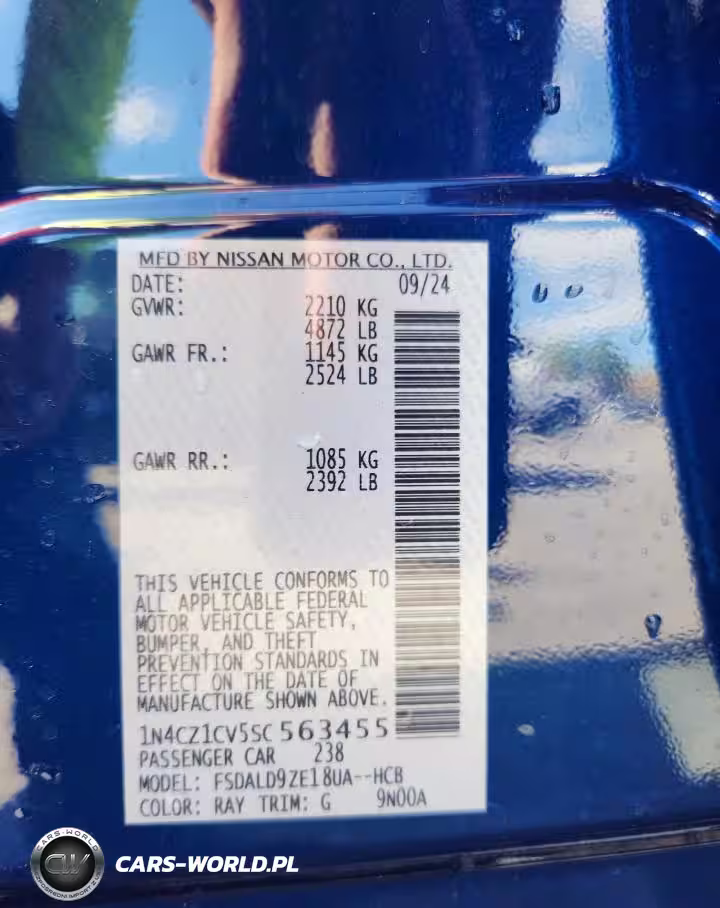 MFD BY NISSAN MOTOR CO., LTD.
DATE: 09/24
GVWR: 2210 KG
4872 LB
GAWR FR.: 1145 KG
2524 LB
GAWR RR.: 1085 KG
2392 LB
THIS VEHICLE CONFORMS TO
ALL APPLICABLE FEDERAL
MOTOR VEHICLE SAFETY,
BUMPER, AND THEFT
PREVENTION STANDARDS IN
EFFECT ON THE DATE OF
MANUFACTURE SHOWN ABOVE.
1N4CZ1CV5SC563455
PASSENGER CAR 238
MODEL: FSDALD9ZE18UA--HCB
COLOR: RAY TRIM: G 9N00A
CARS-WORLD
CW
CARS-WORLD.PL